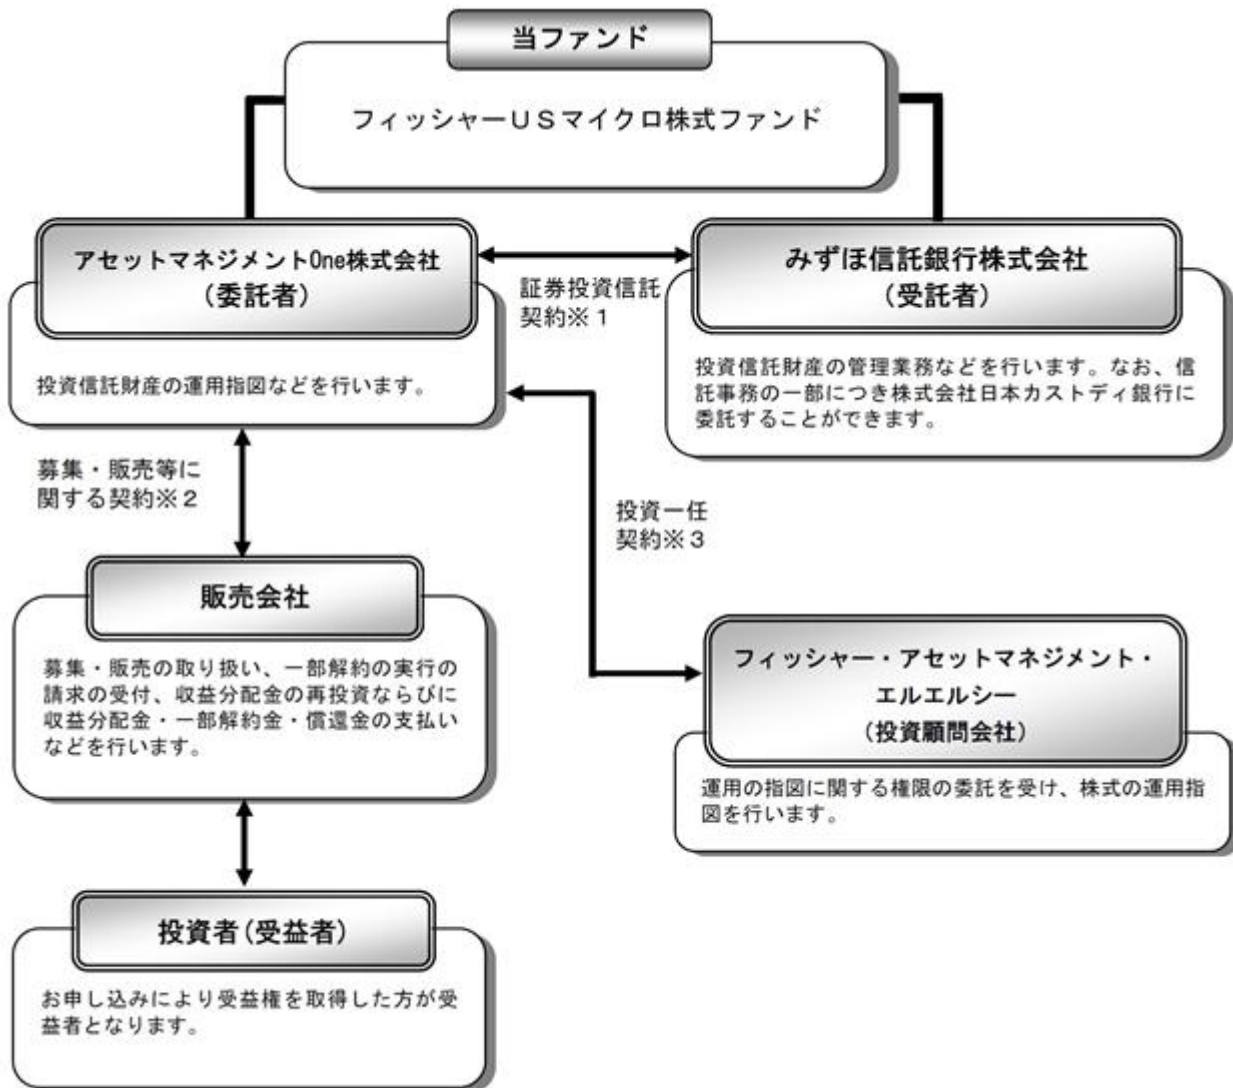 当ファンド
フィッシャーＵＳマイクロ株式ファンド
アセットマネジメントOne株式会社
（委託者）
投資信託財産の運用指図などを行います。
証券投資信託
契約※１
みずほ信託銀行株式会社
（受託者）
投資信託財産の管理業務などを行います。なお、信
託事務の一部につき株式会社日本カストディ銀行に
委託することができます。
募集・販売等に
関する契約※２
投資一任
契約※３
販売会社
募集・販売の取り扱い、一部解約の実行の
請求の受付、収益分配金の再投資ならびに
収益分配金・一部解約金・償還金の支払い
などを行います。
フィッシャー・アセットマネジメント・
エルエルシー
（投資顧問会社）
運用の指図に関する権限の委託を受け、株式の運用指
図を行います。
投資者（受益者）
お申し込みにより受益権を取得した方が受
益者となります。